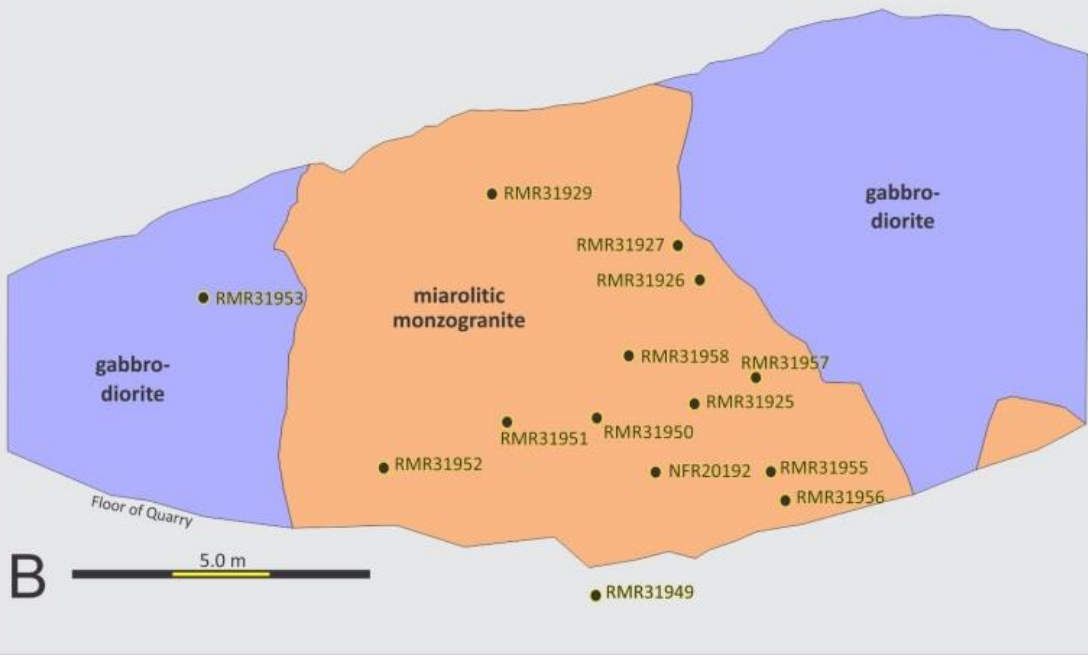 gabbro-
diorite
RMR31929
RMR31927
RMR31926
RMR31953
miarolitic
monzogranite
gabbro-
diorite
RMR31958
RMR31957
RMR31925
RMR31951
RMR31950
RMR31952
NFR20192
RMR31955
RMR31956
Floor of Quarry
B
5.0 m
RMR31949